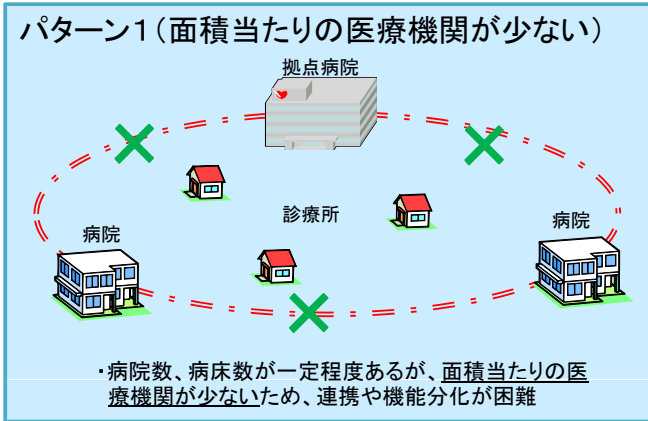 パターン1(面積当たりの医療機関が少ない)
拠点病院
診療所
病院
病院
・病院数、病床数が一定程度あるが、面積当たりの医
療機関が少ないため、連携や機能分化が困難